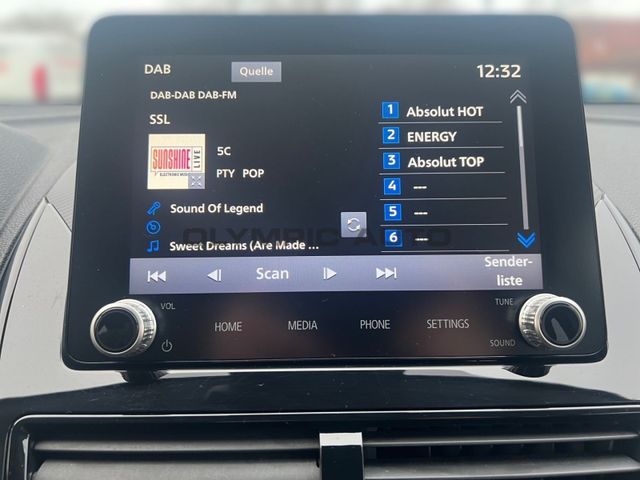 DAB Quelle 12:32
DAB-DAB DAB-FM
SSL
SUNSHINE LIVE
5C
PTY POP
Sound Of Legend
Sweet Dreams (Are Made ...
1 Absolut HOT
2 ENERGY
3 Absolut TOP
4 ---
5 ---
6 ---
OLYMPIC AUTO
Scan
Sender-
liste
VOL
HOME MEDIA PHONE SETTINGS
TUNE
SOUND